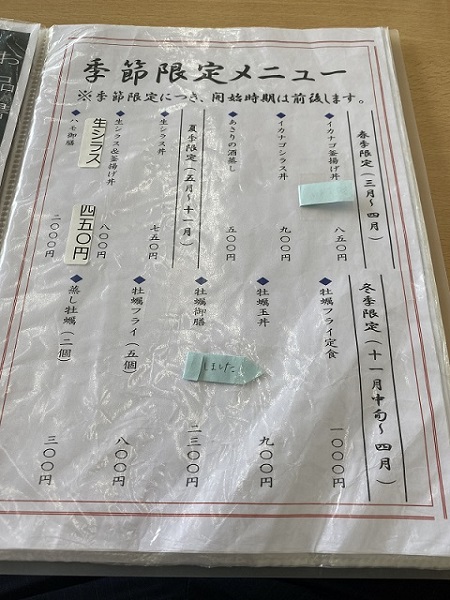 季節限定メニュー
※季節限定につき、開始時期は前後します。
春季限定(三月~四月)
◆イカナゴ釜揚げ丼
八五〇円
◆イカナゴシラス丼
九〇〇円
◆あさりの酒蒸し
五〇〇円
夏季限定(五月~十一月)
◆生シラス丼
七五〇円
◆生シラス&釜揚げ丼
八〇〇円
生シラス
四五〇円
◆ハモ御膳
二〇〇〇円
冬季限定(十一月中旬~四月)
◆牡蠣フライ定食
一〇〇〇円
◆牡蠣玉丼
九〇〇円
◆牡蠣御膳
二三〇〇円
しました
◆牡蠣フライ(五個)
八〇〇円
◆蒸し牡蠣(二個)
三〇〇円